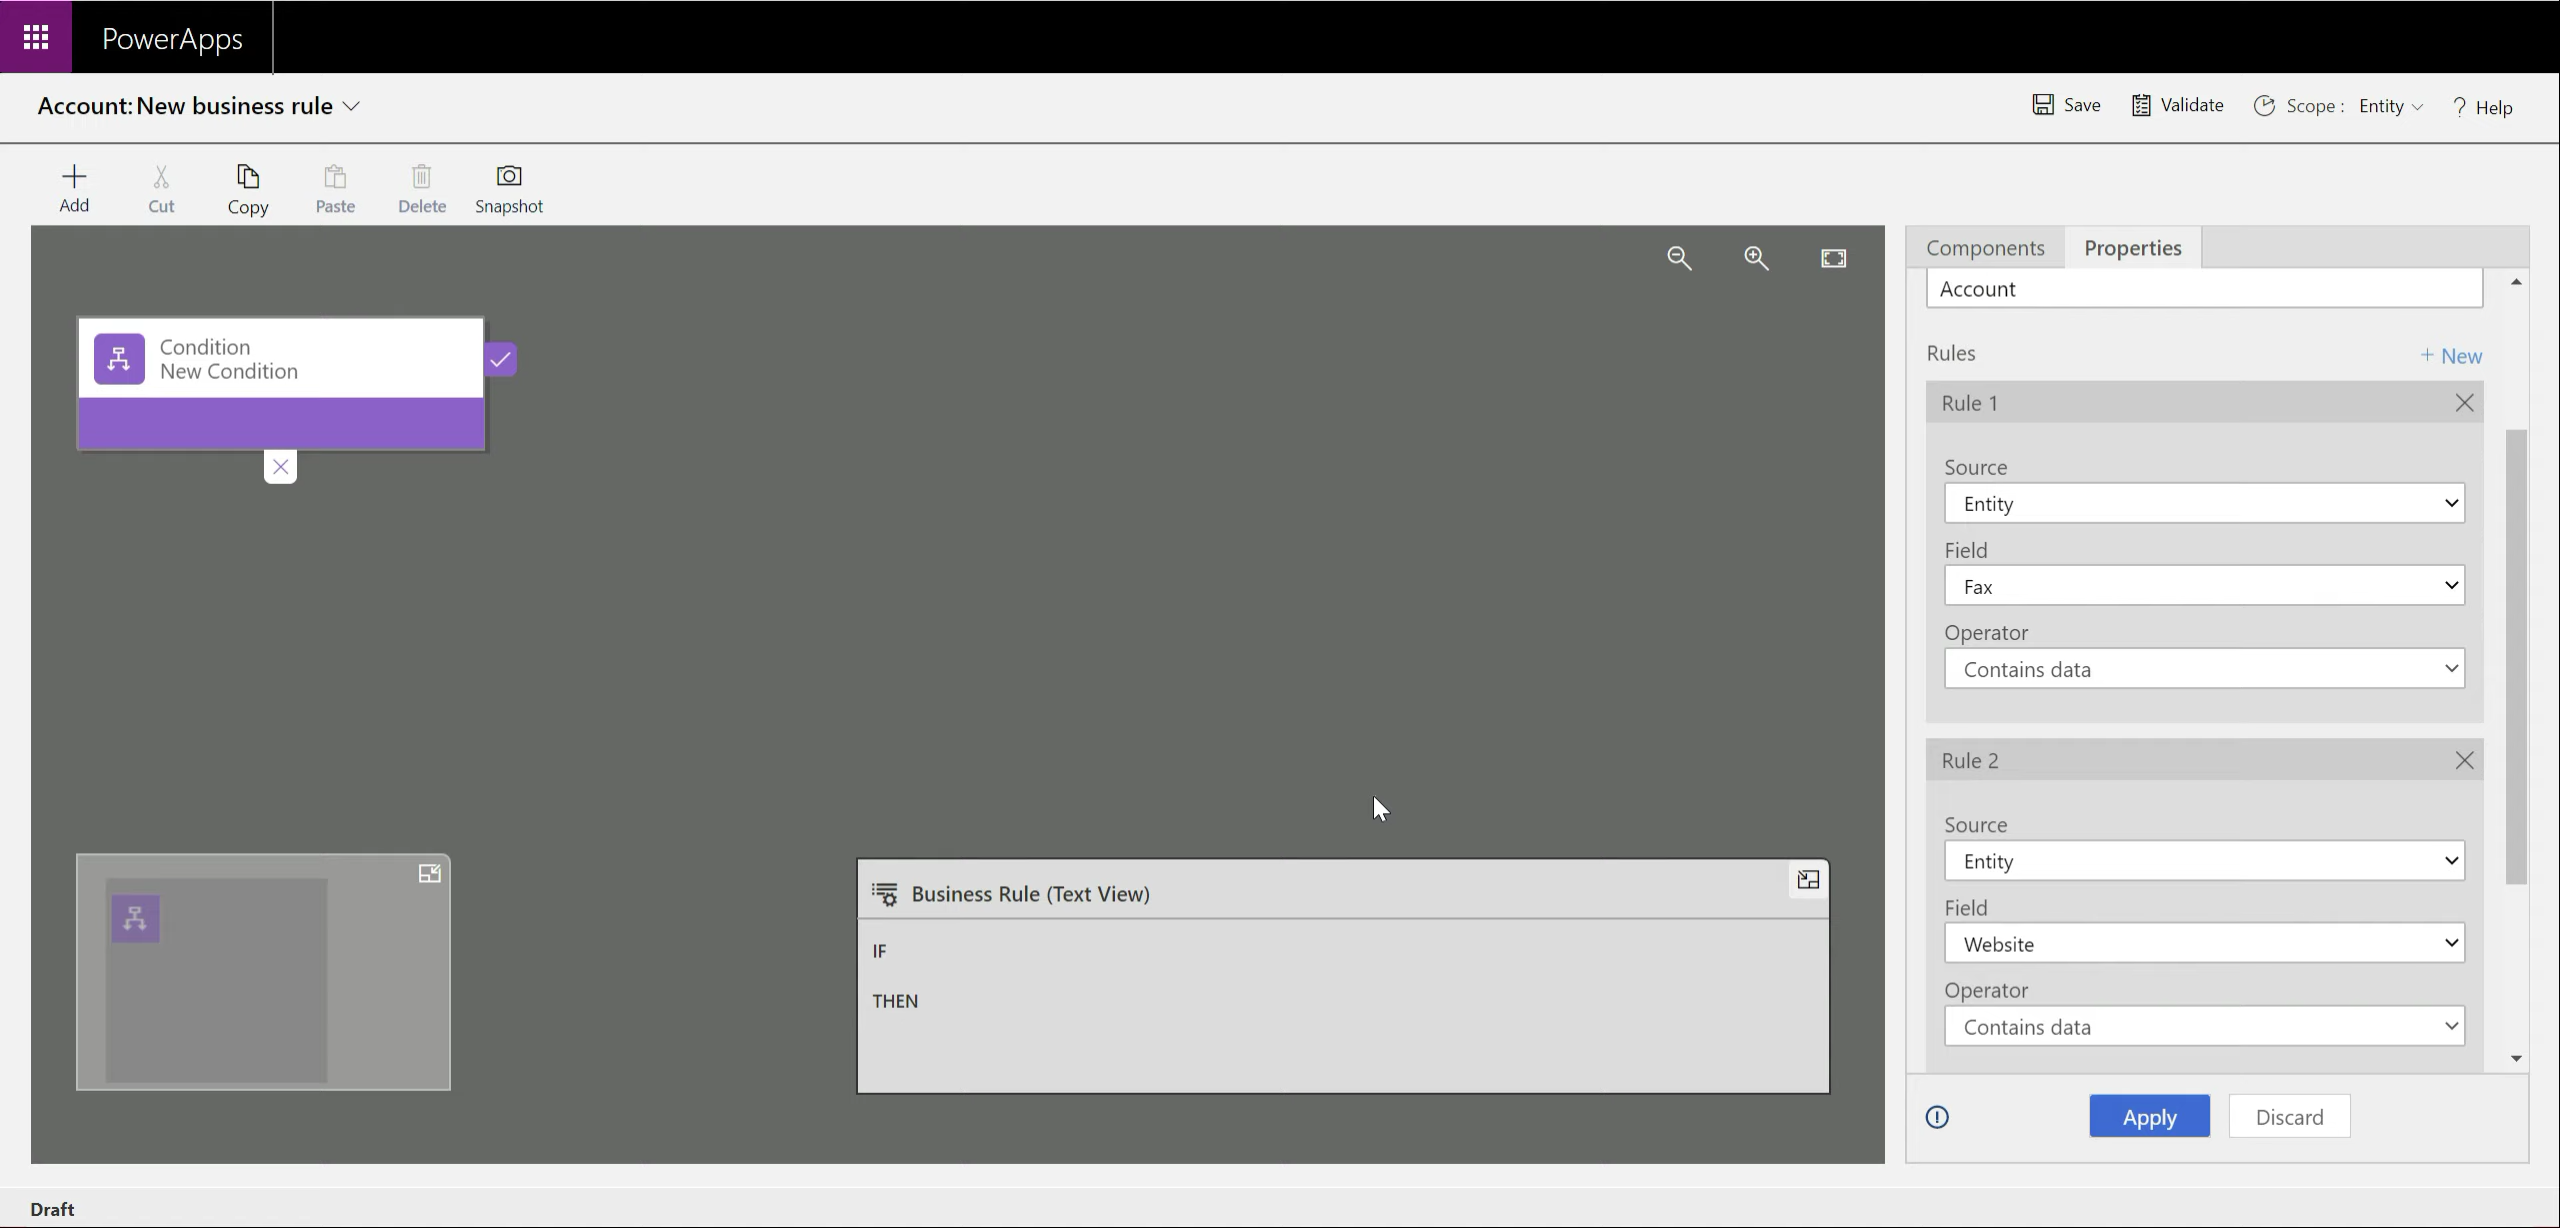 PowerApps
Account: New business rule
Save
Validate
Scope :
Entity
? Help
Add
Cut
Copy
Paste
Delete
Snapshot
Components
Properties
Condition
New Condition
Account
Rules
+ New
Rule 1
Source
Entity
Field
Fax
Operator
Contains data
Rule 2
Source
Entity
Field
Website
Operator
Contains data
Business Rule (Text View)
IF
THEN
Apply
Discard
Draft